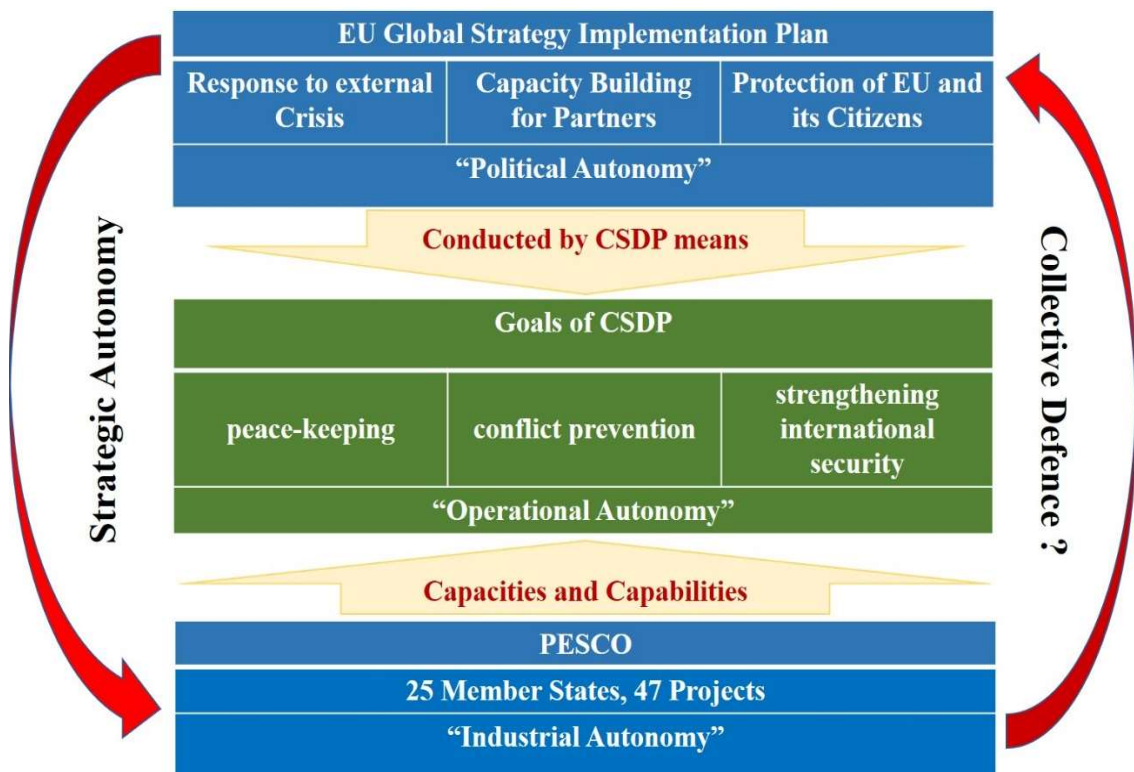 EU Global Strategy Implementation Plan
Response to external
Crisis
Capacity Building
for Partners
Protection of EU and
its Citizens
“Political Autonomy”
Conducted by CSDP means
Goals of CSDP
peace-keeping
conflict prevention
strengthening
international
security
“Operational Autonomy”
Capacities and Capabilities
PESCO
25 Member States, 47 Projects
“Industrial Autonomy”
Strategic Autonomy
Collective Defence ?